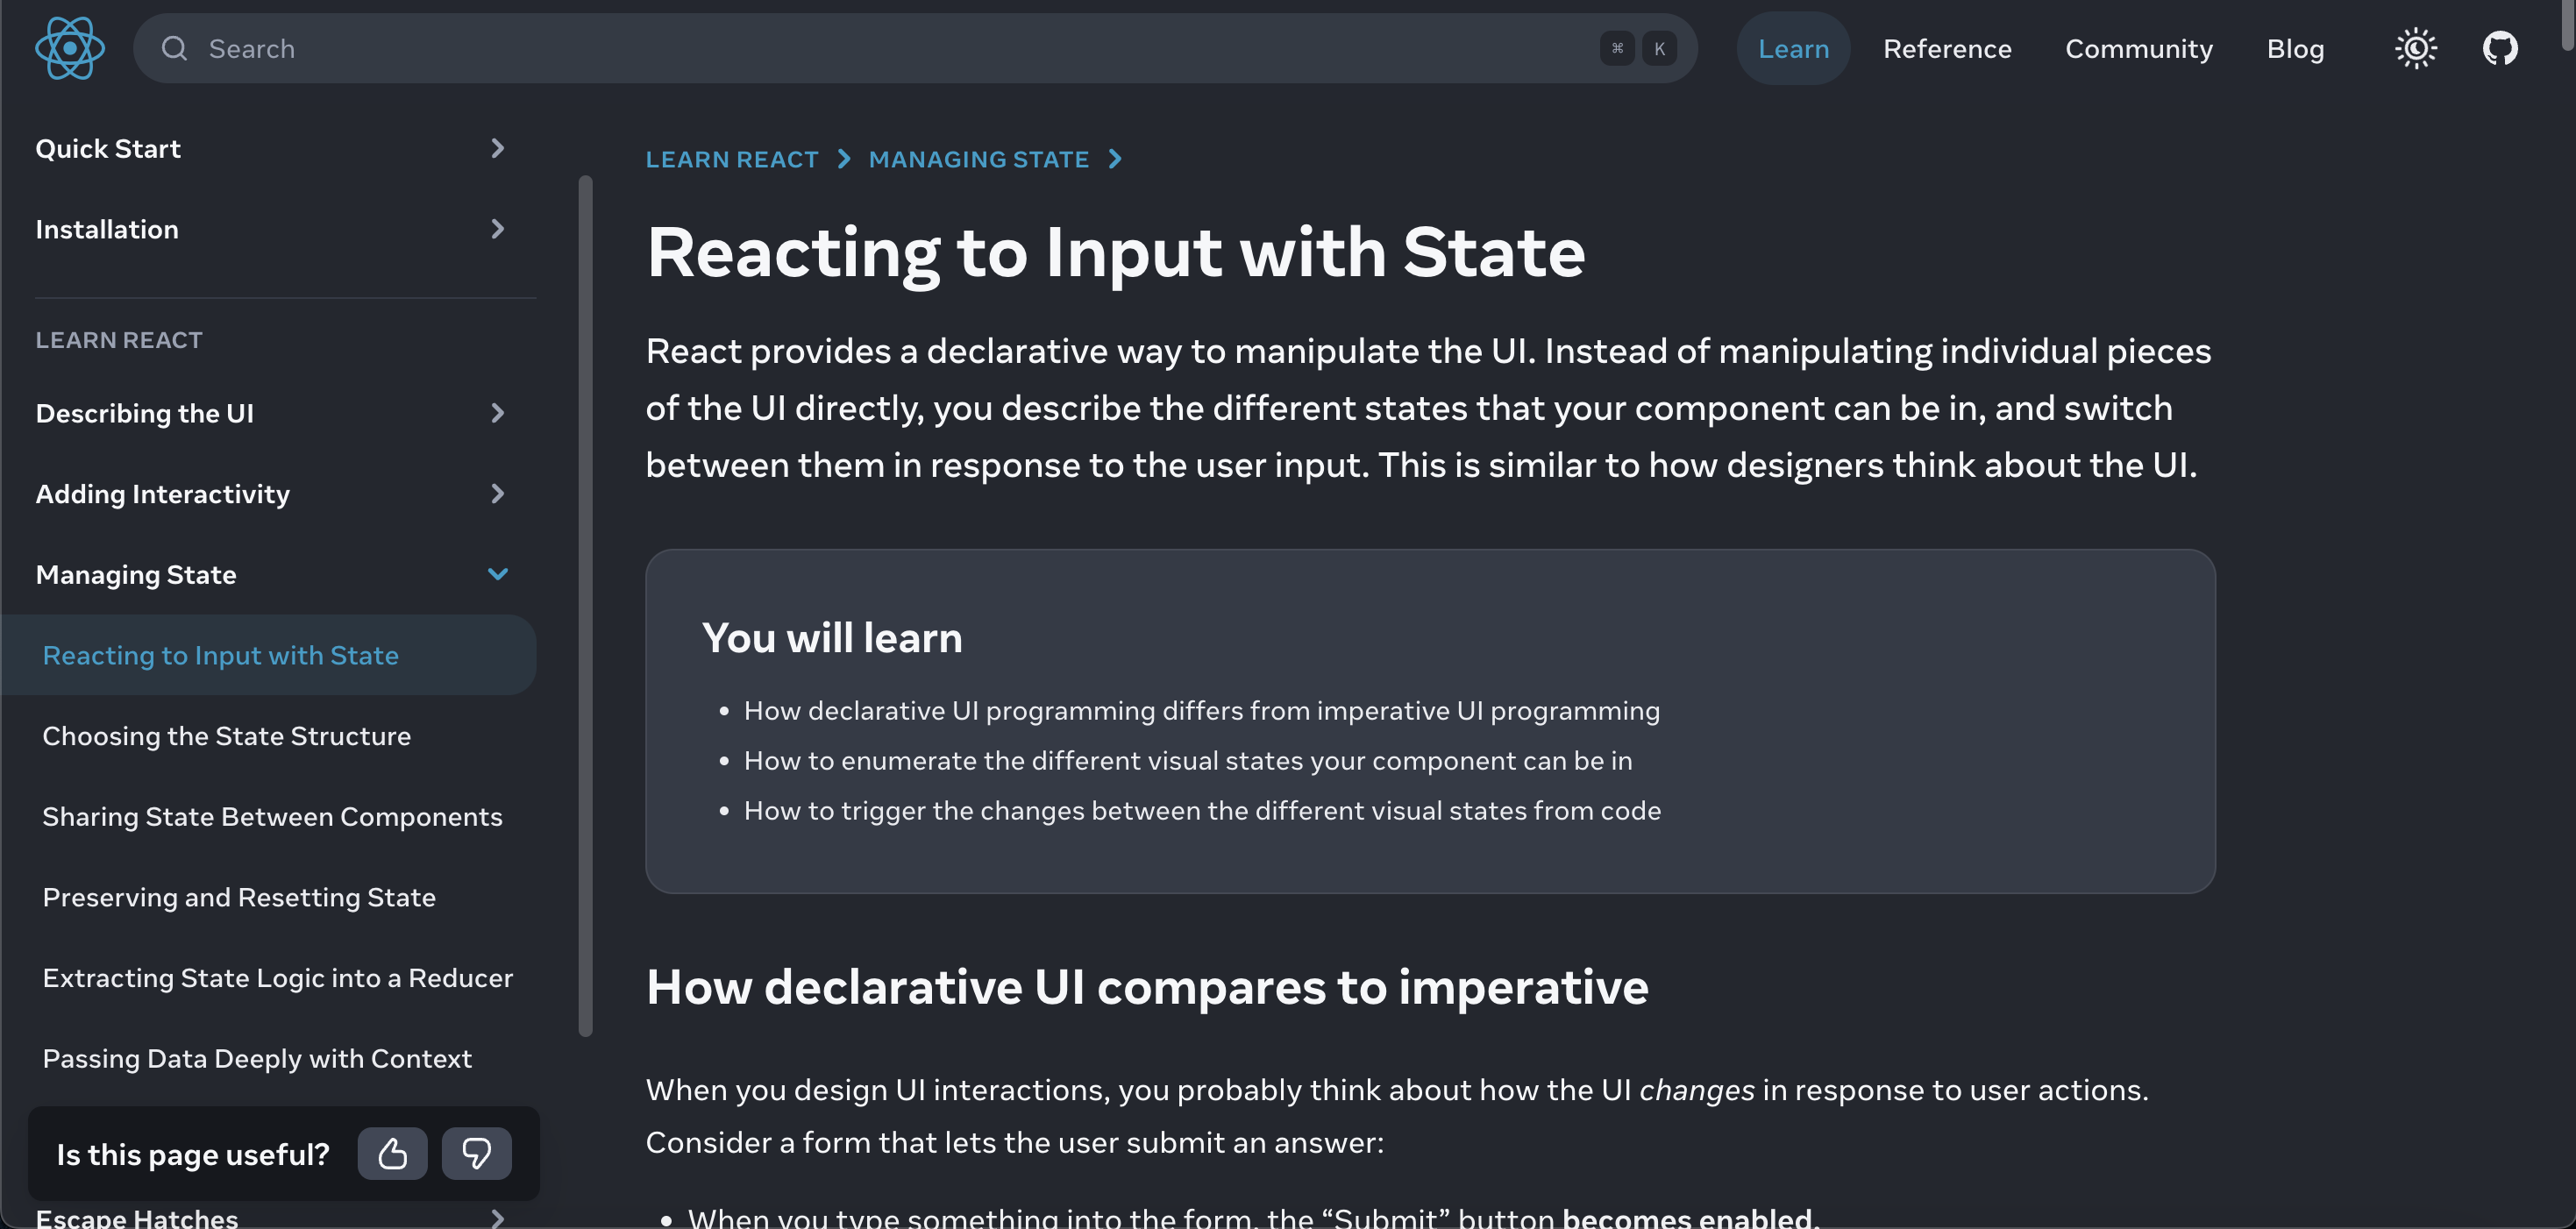 Search
⌘ K
Learn
Reference
Community
Blog
Quick Start
Installation
LEARN REACT
Describing the UI
Adding Interactivity
Managing State
Reacting to Input with State
Choosing the State Structure
Sharing State Between Components
Preserving and Resetting State
Extracting State Logic into a Reducer
Passing Data Deeply with Context
Is this page useful?
Escape Hatches
LEARN REACT
MANAGING STATE
Reacting to Input with State
React provides a declarative way to manipulate the UI. Instead of manipulating individual pieces
of the UI directly, you describe the different states that your component can be in, and switch
between them in response to the user input. This is similar to how designers think about the UI.
You will learn
• How declarative UI programming differs from imperative UI programming
• How to enumerate the different visual states your component can be in
• How to trigger the changes between the different visual states from code
How declarative UI compares to imperative
When you design UI interactions, you probably think about how the UI changes in response to user actions.
Consider a form that lets the user submit an answer:
• When you type something into the form, the “Submit” button becomes enabled.